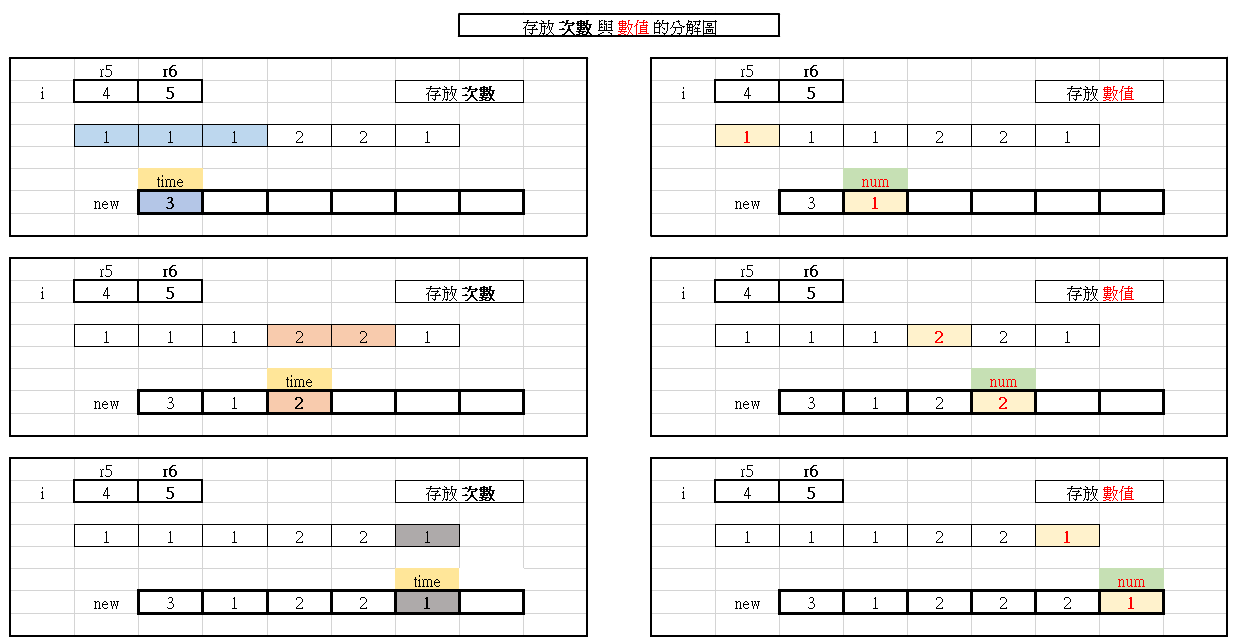 存放 次數 與 數值 的分解圖
r5 r6
i 4 5 存放 次數
1 1 1 2 2 1
time
new 3
r5 r6
i 4 5 存放 數值
1 1 1 2 2 1
num
new 3 1
r5 r6
i 4 5 存放 次數
1 1 1 2 2 1
time
new 3 1 2
r5 r6
i 4 5 存放 數值
1 1 1 2 2 1
num
new 3 1 2 2
r5 r6
i 4 5 存放 次數
1 1 1 2 2 1
time
new 3 1 2 2 1
r5 r6
i 4 5 存放 數值
1 1 1 2 2 1
num
new 3 1 2 2 2 1